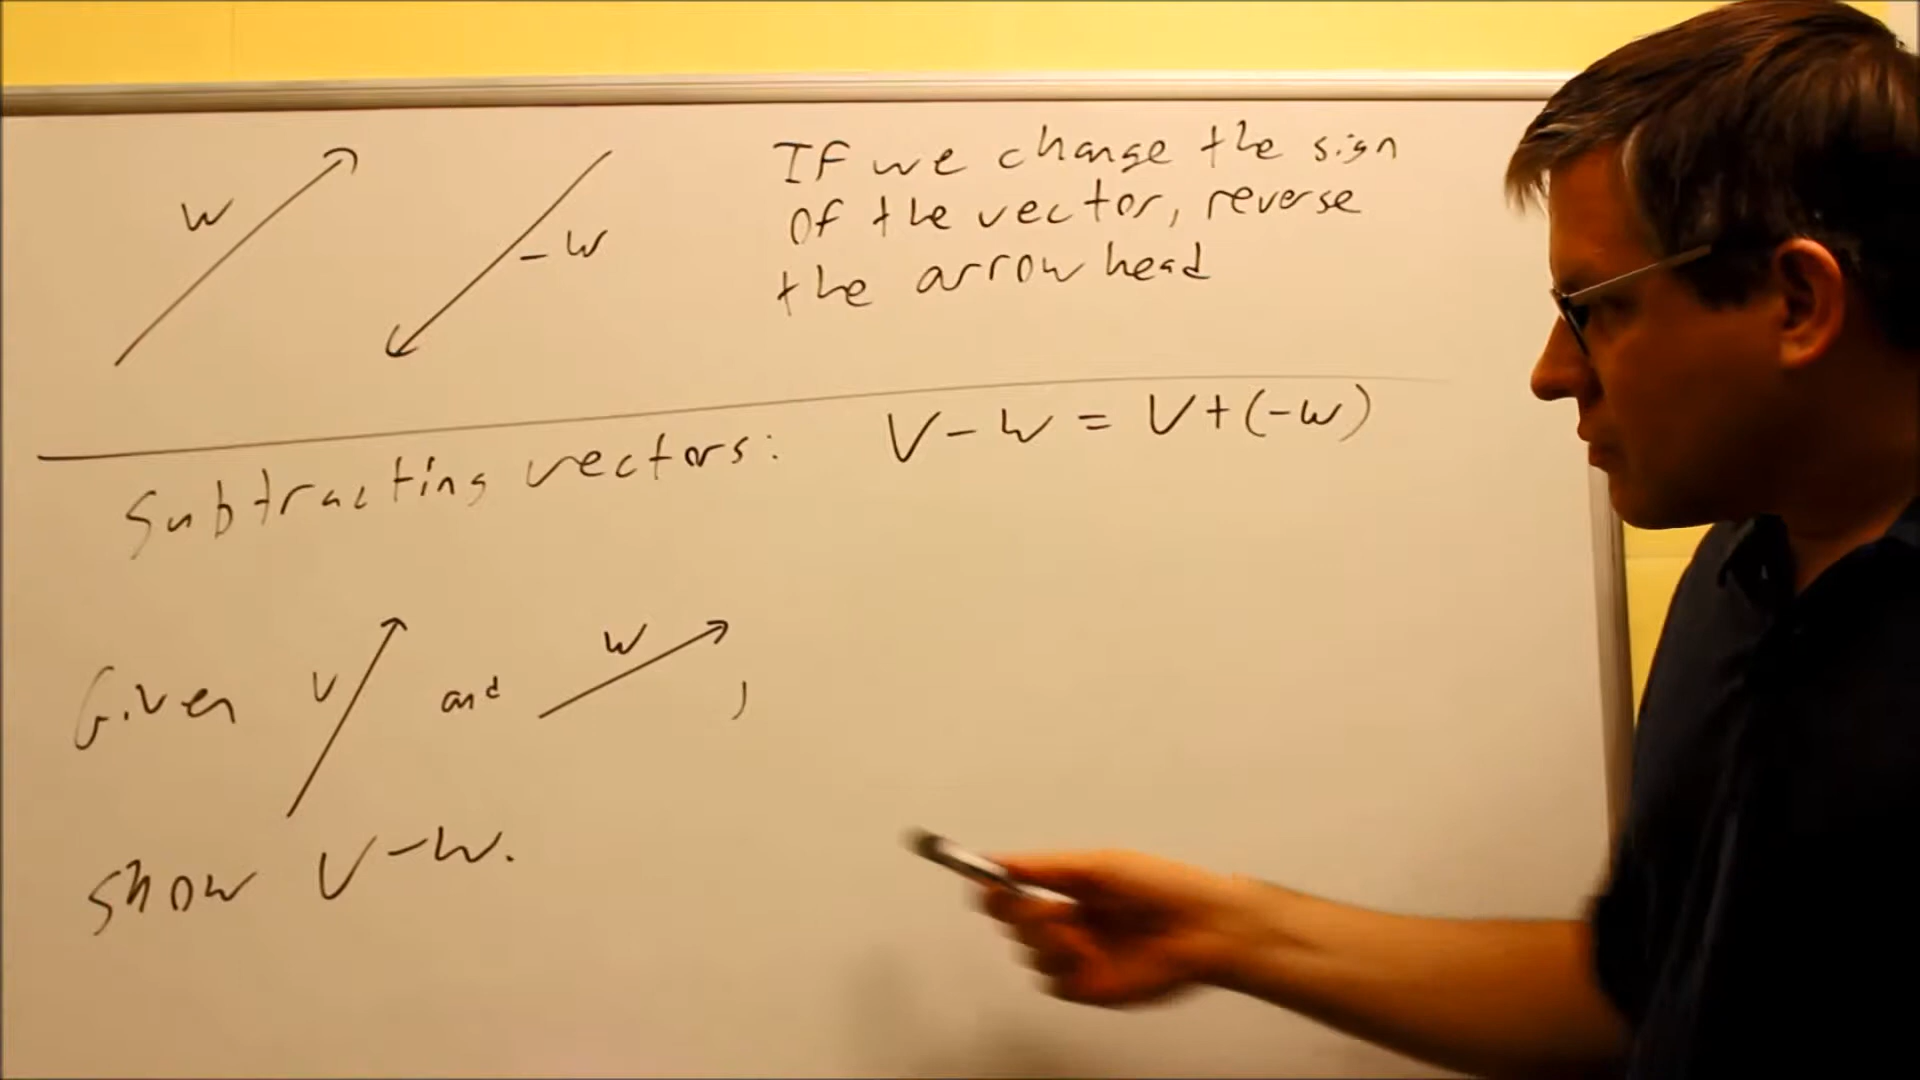 w
-w
If we change the sign
of the vector, reverse
the arrow head
Subtracting vectors: V-w = V+(-w)
Given v and w ,
show v-w.